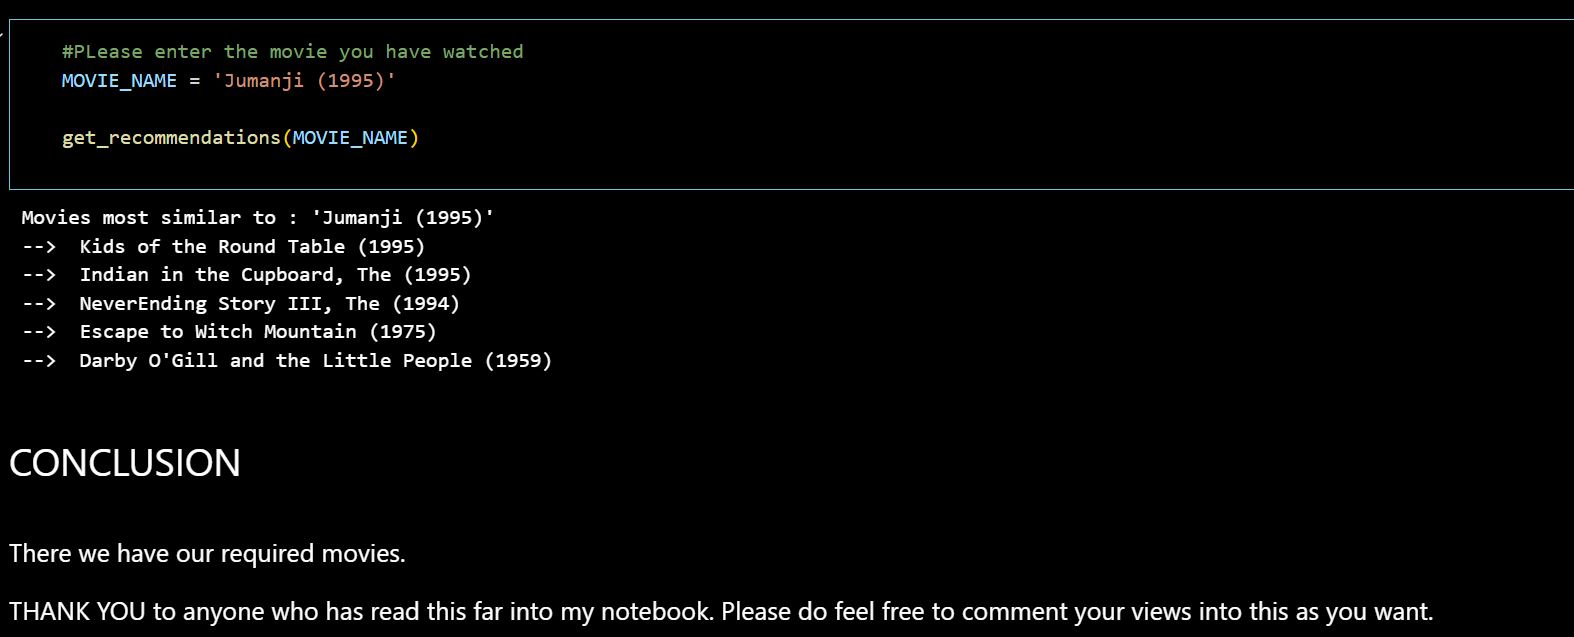 #PLease enter the movie you have watched
MOVIE_NAME = 'Jumanji (1995)'
get_recommendations(MOVIE_NAME)
Movies most similar to : 'Jumanji (1995)'
-->  Kids of the Round Table (1995)
-->  Indian in the Cupboard, The (1995)
-->  NeverEnding Story III, The (1994)
-->  Escape to Witch Mountain (1975)
-->  Darby O'Gill and the Little People (1959)
CONCLUSION
There we have our required movies.
THANK YOU to anyone who has read this far into my notebook. Please do feel free to comment your views into this as you want.